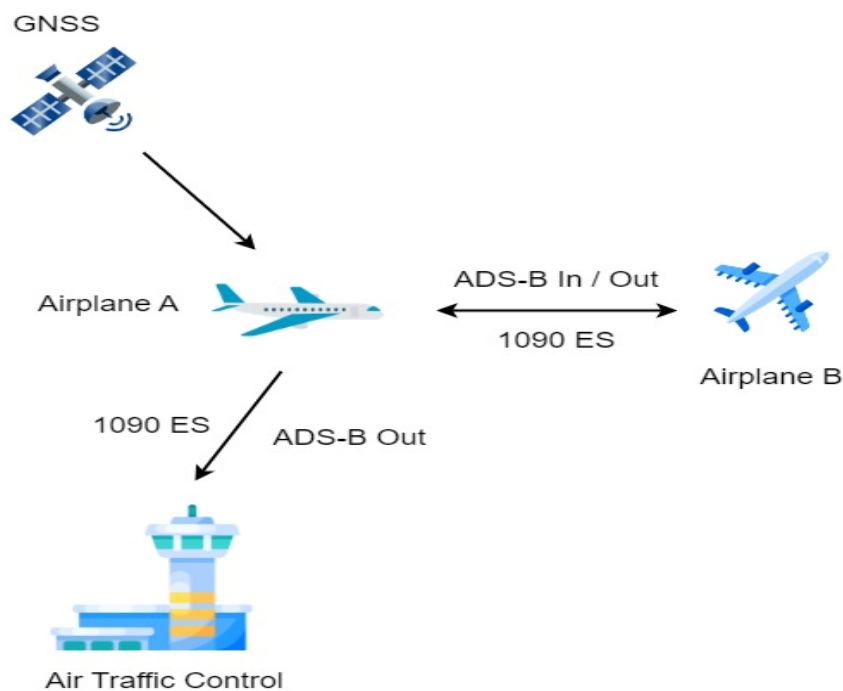 GNSS
Airplane A
ADS-B In / Out
1090 ES
Airplane B
1090 ES
ADS-B Out
Air Traffic Control